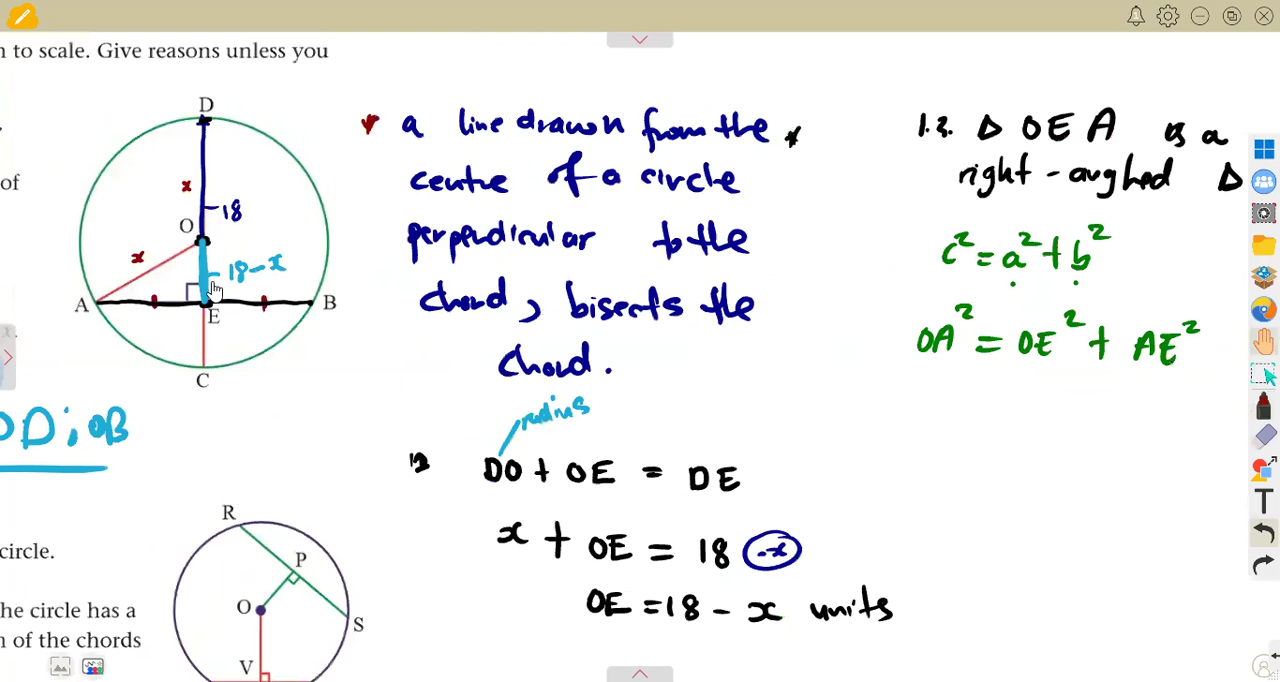 n to scale. Give reasons unless you
of
D
x
18
O
x
18-x
A
E
B
C
OD; OB
a line drawn from the
centre of a circle
perpendicular to the
chord, bisects the
chord.
radius
DO + OE = DE
x + OE = 18 -x
OE = 18 - x units
1.3. Δ OEA is a
right-angled Δ
c² = a² + b²
OA² = OE² + AE²
circle.
he circle has a
n of the chords
R
P
O
S
V
T